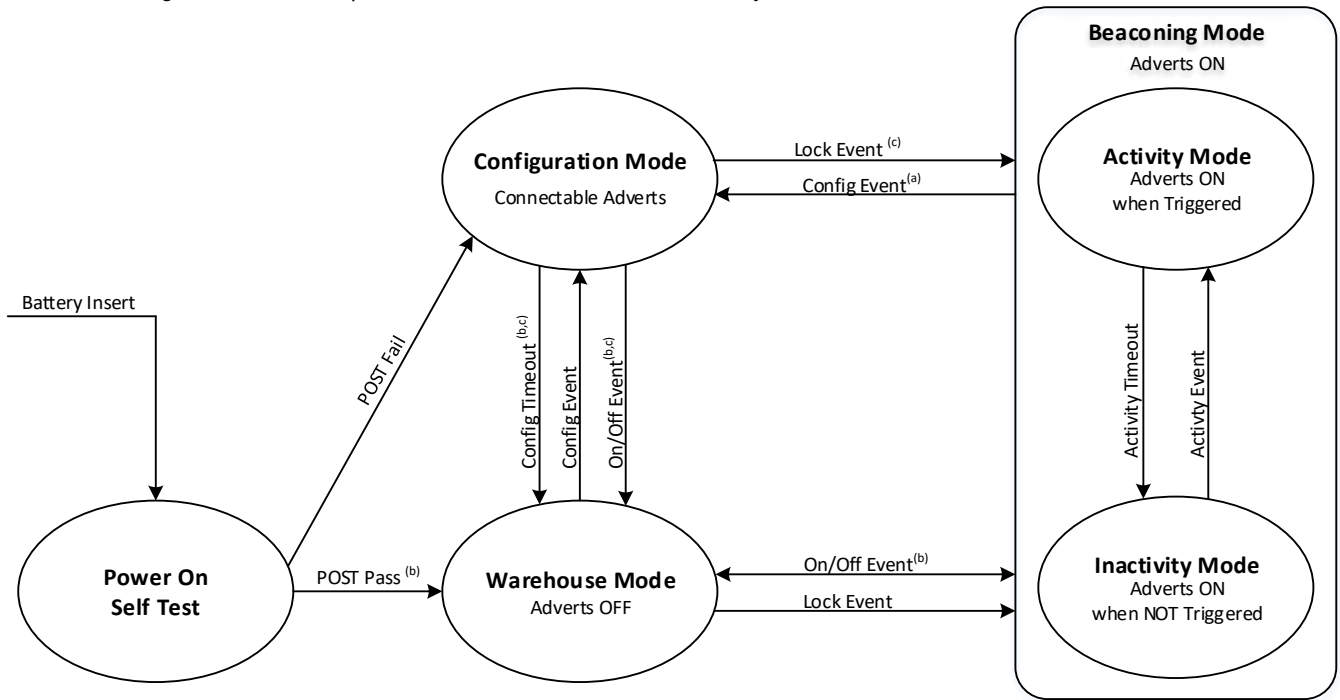 Beaconing Mode
Adverts ON
Configuration Mode
Connectable Adverts
Lock Event (c)
Config Event(a)
Activity Mode
Adverts ON
when Triggered
Battery Insert
POST Fail
Config Timeout (b,c)
Config Event
On/Off Event(b,c)
Activity Timeout
Activty Event
Power On
Self Test
POST Pass (b)
Warehouse Mode
Adverts OFF
On/Off Event(b)
Lock Event
Inactivity Mode
Adverts ON
when NOT Triggered